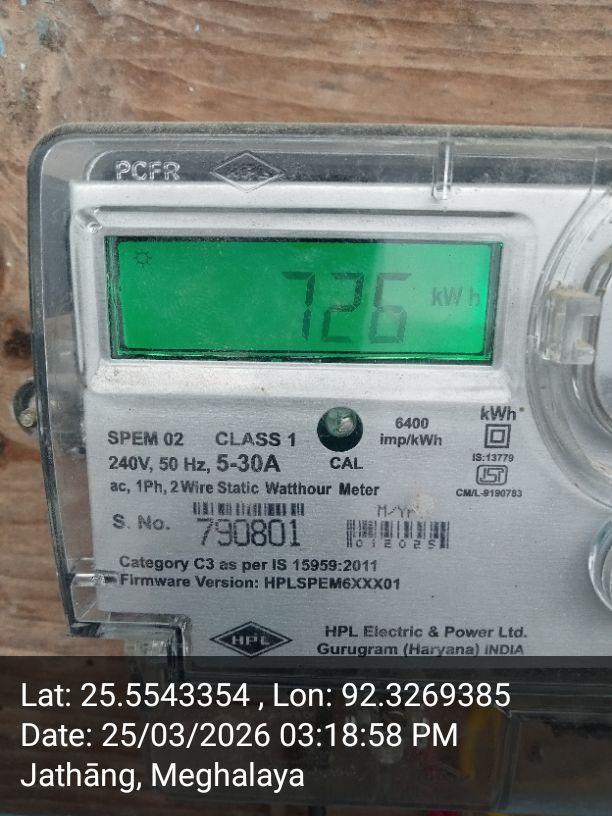 PCFR HPL
726 kWh
SPEM 02 CLASS 1
6400
imp/kWh
kWh
240V, 50 Hz, 5-30A
CAL
IS:13779
ac, 1Ph, 2 Wire Static Watthour Meter
CM/L-9190783
S. No. 790801
M/YR
012025
Category C3 as per IS 15959:2011
Firmware Version: HPLSPEM6XXX01
HPL
HPL Electric & Power Ltd.
Gurugram (Haryana) INDIA
Lat: 25.5543354 , Lon: 92.3269385
Date: 25/03/2026 03:18:58 PM
Jathāng, Meghalaya